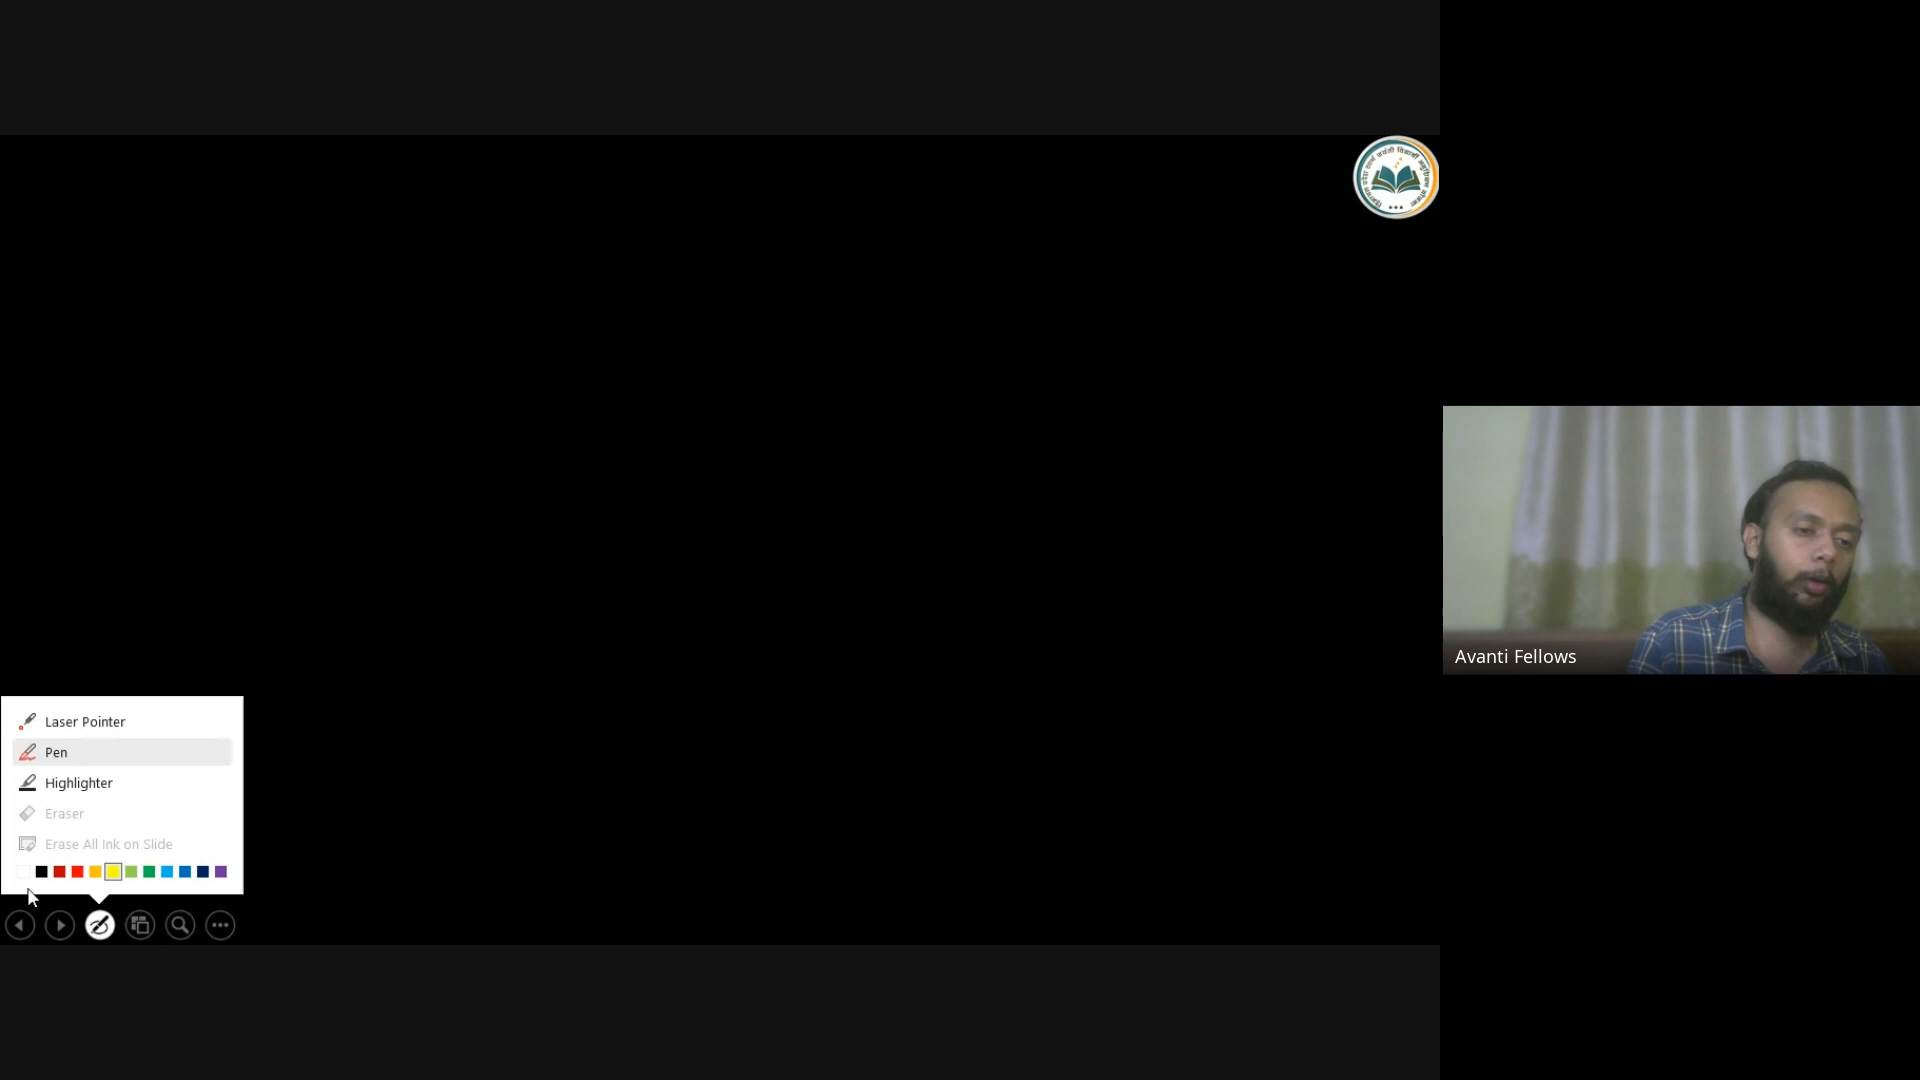 Laser Pointer
Pen
Highlighter
Eraser
Erase All Ink on Slide
Avanti Fellows